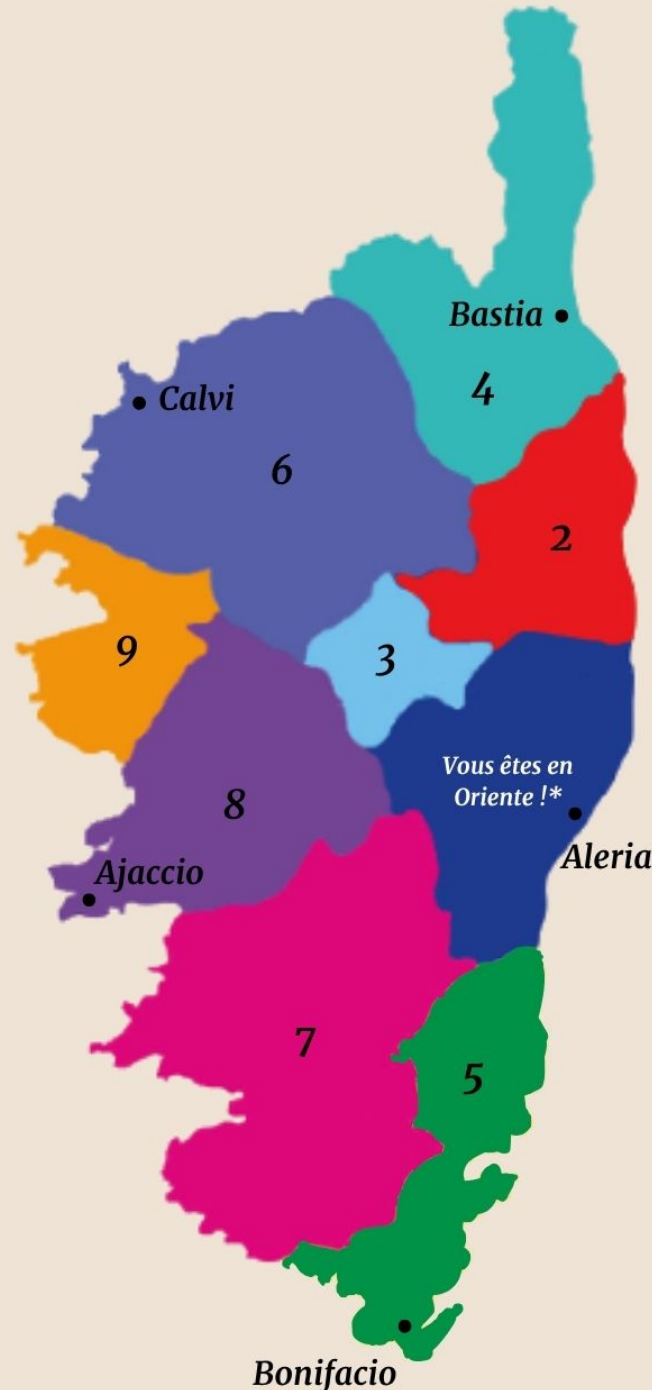 Bastia
4
Calvi
6
2
9
3
Vous êtes en
Oriente !*
8
Aleria
Ajaccio
7
5
Bonifacio